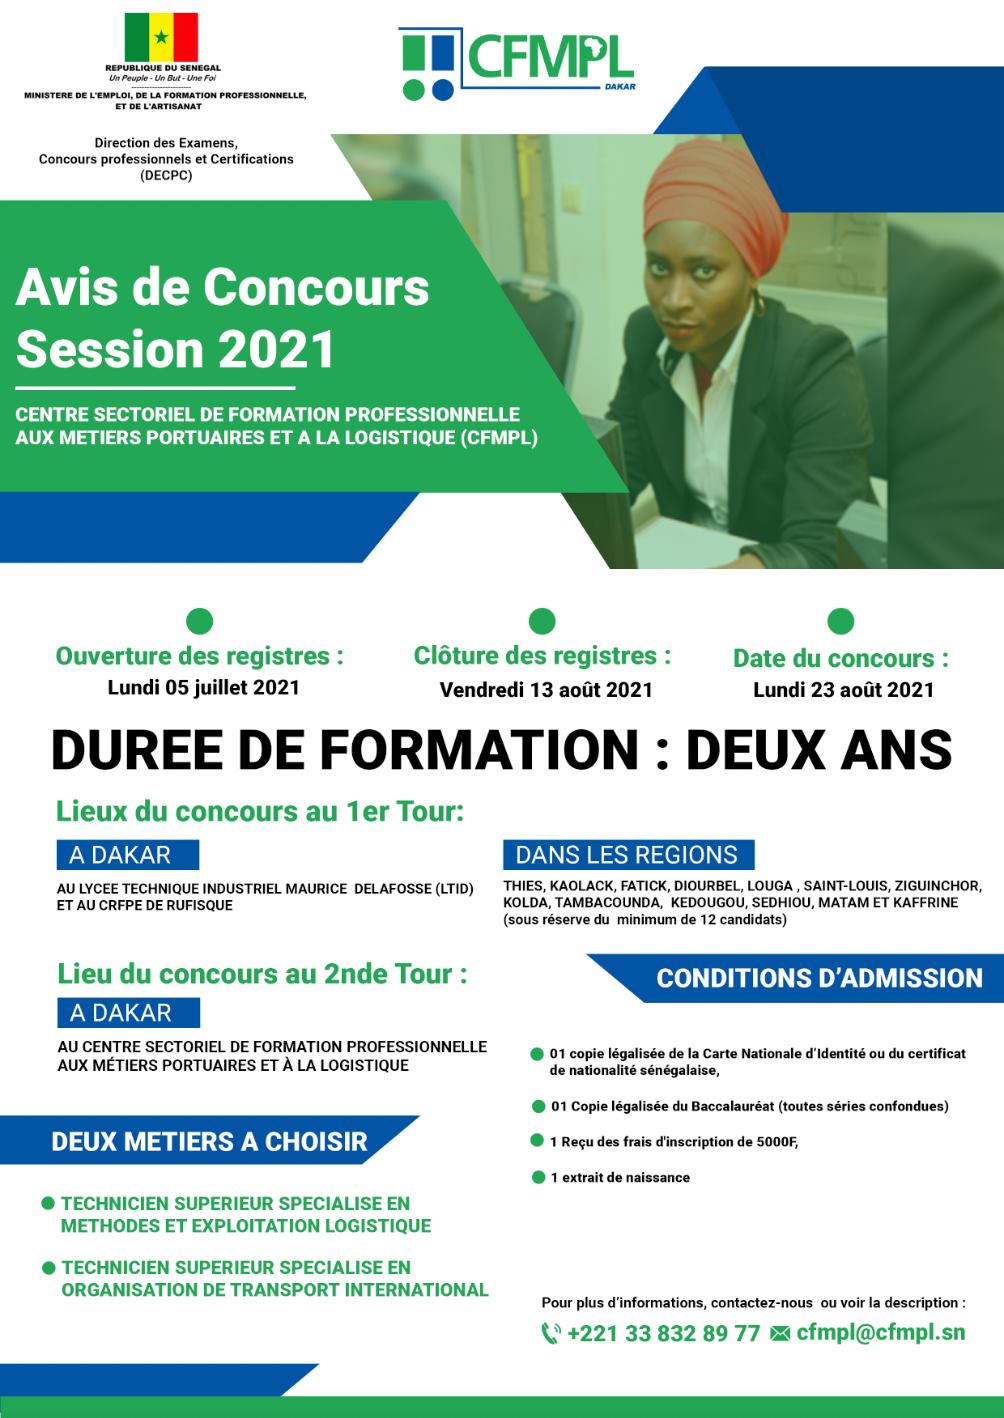 REPUBLIQUE DU SENEGAL
Un Peuple - Un But - Une Foi
MINISTERE DE L'EMPLOI, DE LA FORMATION PROFESSIONNELLE,
ET DE L'ARTISANAT
Direction des Examens,
Concours professionnels et Certifications
(DECPC)
CFMPL
DAKAR
Avis de Concours
Session 2021
CENTRE SECTORIEL DE FORMATION PROFESSIONNELLE
AUX METIERS PORTUAIRES ET A LA LOGISTIQUE (CFMPL)
Ouverture des registres :
Lundi 05 juillet 2021
Clôture des registres :
Vendredi 13 août 2021
Date du concours :
Lundi 23 août 2021
DUREE DE FORMATION : DEUX ANS
Lieux du concours au 1er Tour:
A DAKAR
AU LYCEE TECHNIQUE INDUSTRIEL MAURICE DELAFOSSE (LTID)
ET AU CRFPE DE RUFISQUE
DANS LES REGIONS
THIES, KAOLACK, FATICK, DIOURBEL, LOUGA , SAINT-LOUIS, ZIGUINCHOR,
KOLDA, TAMBACOUNDA, KEDOUGOU, SEDHIOU, MATAM ET KAFFRINE
(sous réserve du minimum de 12 candidats)
Lieu du concours au 2nde Tour :
A DAKAR
AU CENTRE SECTORIEL DE FORMATION PROFESSIONNELLE
AUX MÉTIERS PORTUAIRES ET À LA LOGISTIQUE
DEUX METIERS A CHOISIR
TECHNICIEN SUPERIEUR SPECIALISE EN
METHODES ET EXPLOITATION LOGISTIQUE
TECHNICIEN SUPERIEUR SPECIALISE EN
ORGANISATION DE TRANSPORT INTERNATIONAL
CONDITIONS D'ADMISSION
01 copie légalisée de la Carte Nationale d'Identité ou du certificat
de nationalité sénégalaise,
01 Copie légalisée du Baccalauréat (toutes séries confondues)
1 Reçu des frais d'inscription de 5000F,
1 extrait de naissance
Pour plus d'informations, contactez-nous ou voir la description :
+221 33 832 89 77 cfmpl@cfmpl.sn